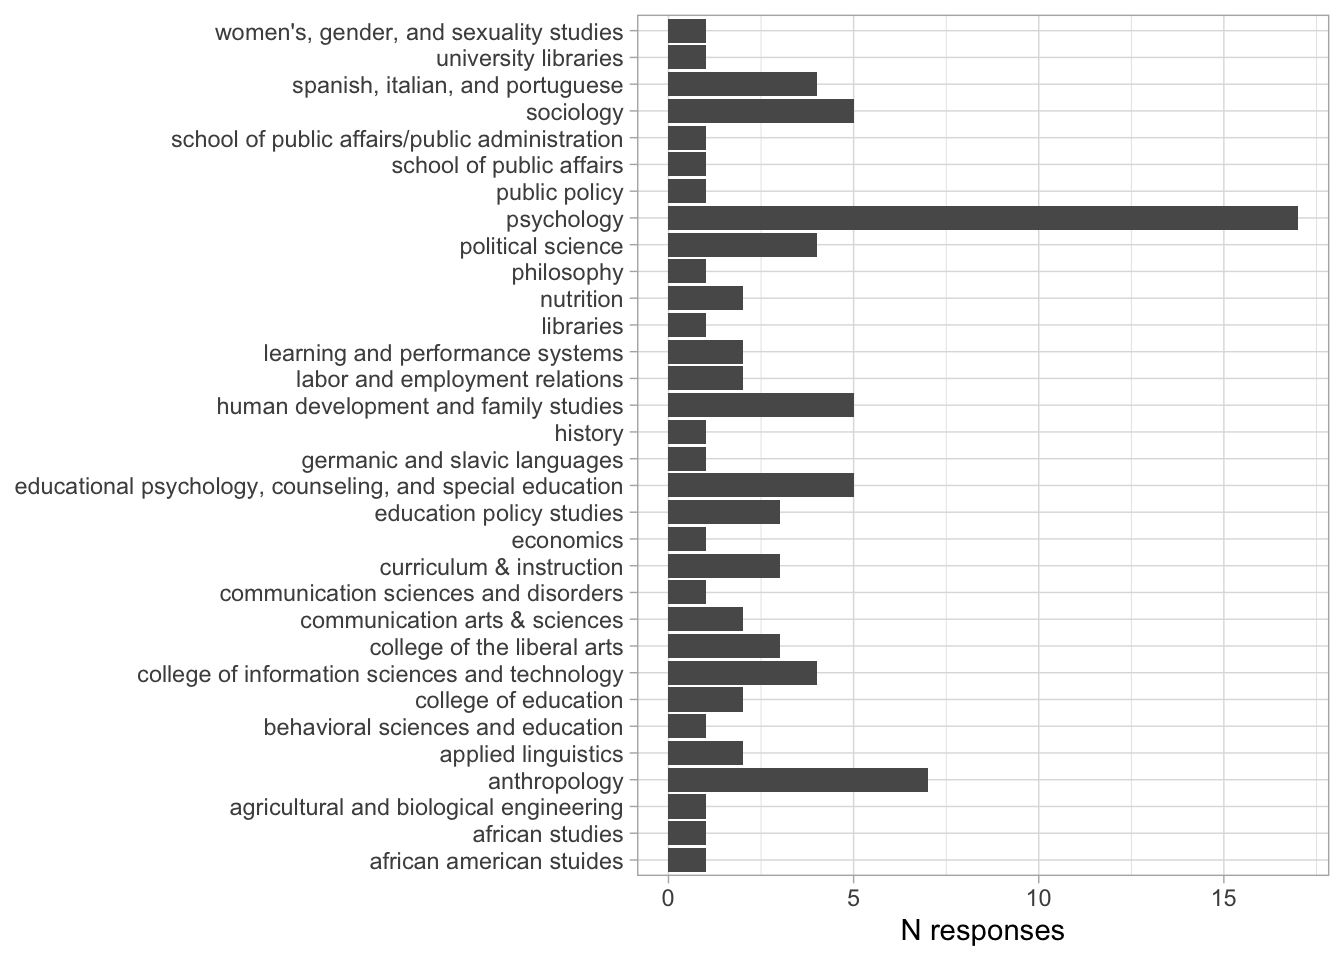 women's, gender, and sexuality studies
university libraries
spanish, italian, and portuguese
sociology
school of public affairs/public administration
school of public affairs
public policy
psychology
political science
philosophy
nutrition
libraries
learning and performance systems
labor and employment relations
human development and family studies
history
germanic and slavic languages
educational psychology, counseling, and special education
education policy studies
economics
curriculum & instruction
communication sciences and disorders
communication arts & sciences
college of the liberal arts
college of information sciences and technology
college of education
behavioral sciences and education
applied linguistics
anthropology
agricultural and biological engineering
african studies
african american stuides
0 5 10 15
N responses